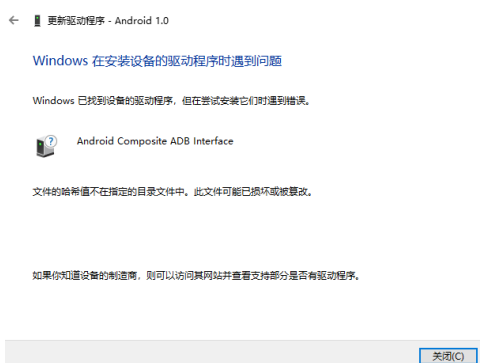 更新驱动程序 - Android 1.0
Windows 在安装设备的驱动程序时遇到问题
Windows 已找到设备的驱动程序，但在尝试安装它们时遇到错误。
Android Composite ADB Interface
文件的哈希值不在指定的目录文件中。此文件可能已损坏或被篡改。
如果你知道设备的制造商，则可以访问其网站并查看支持部分是否有驱动程序。
关闭(C)